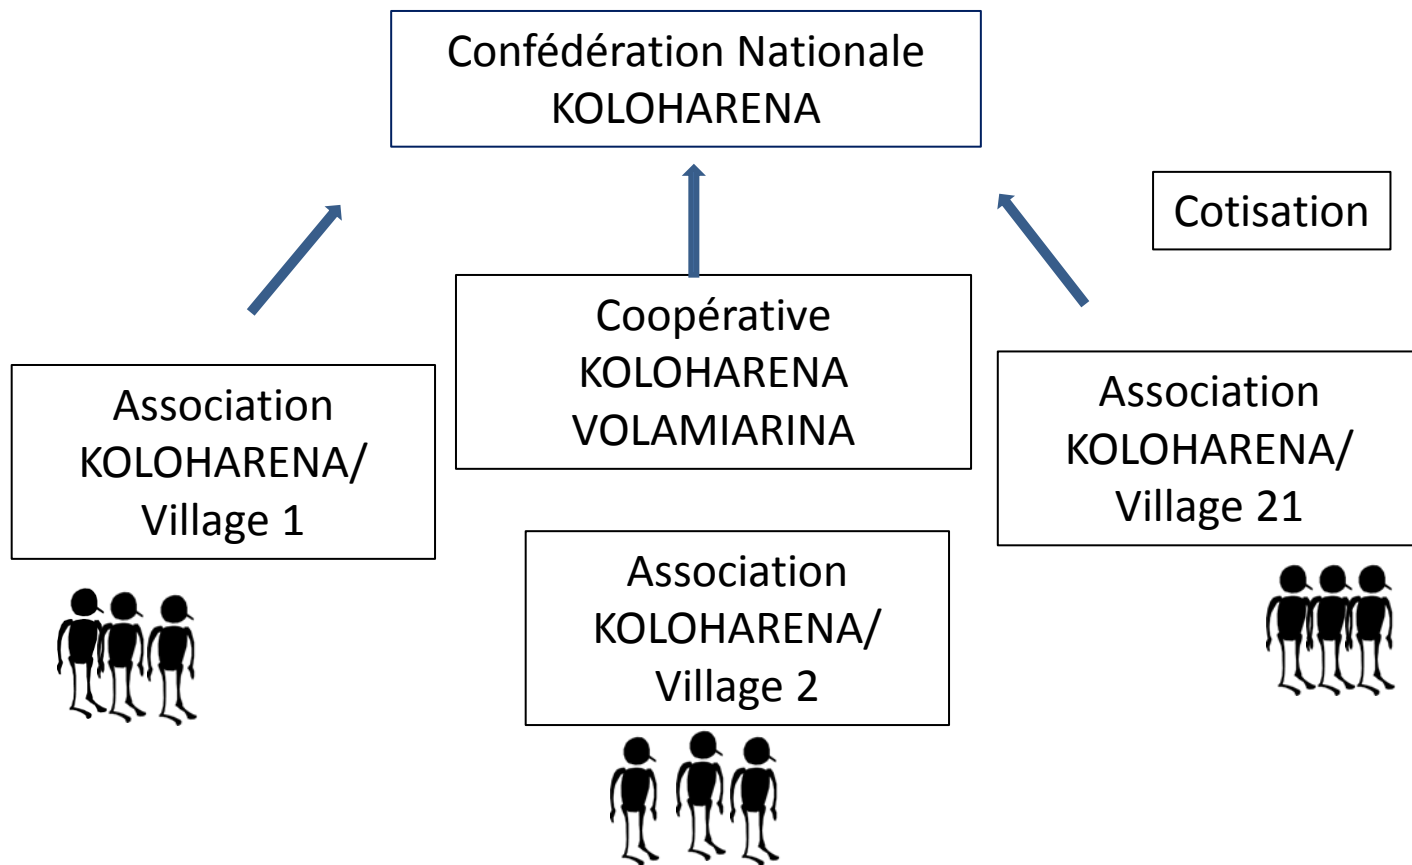 Confédération Nationale
KOLOHARENA
Cotisation
Coopérative
KOLOHARENA
VOLAMIARINA
Association
KOLOHARENA/
Village 1
Association
KOLOHARENA/
Village 21
Association
KOLOHARENA/
Village 2